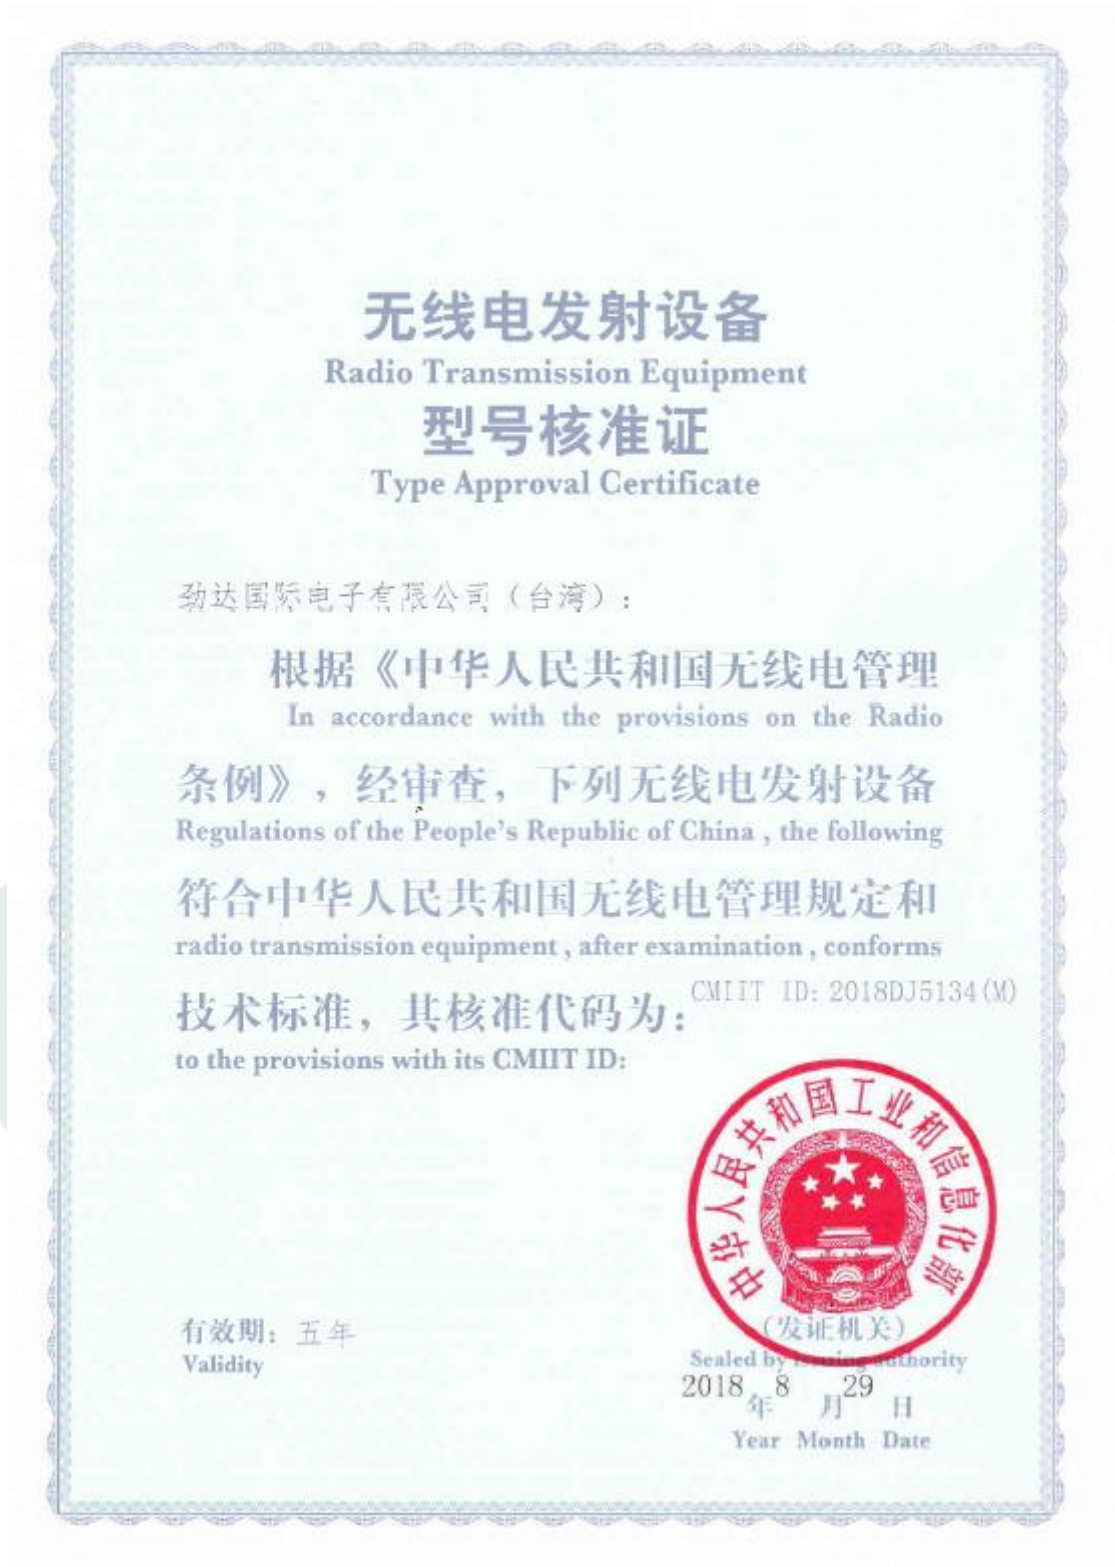 无线电发射设备
Radio Transmission Equipment
型号核准证
Type Approval Certificate
劲达国际电子有限公司（台湾）：
根据《中华人民共和国无线电管理
In accordance with the provisions on the Radio
条例》，经审查，下列无线电发射设备
Regulations of the People's Republic of China , the following
符合中华人民共和国无线电管理规定和
radio transmission equipment , after examination , conforms
技术标准，其核准代码为：
CMIIT ID: 2018DJ5134(M)
to the provisions with its CMIIT ID:
中华人民共和国工业和信息化部
有效期：五年
Validity
（发证机关）
Sealed by issuing authority
2018年8月29日
Year Month Date